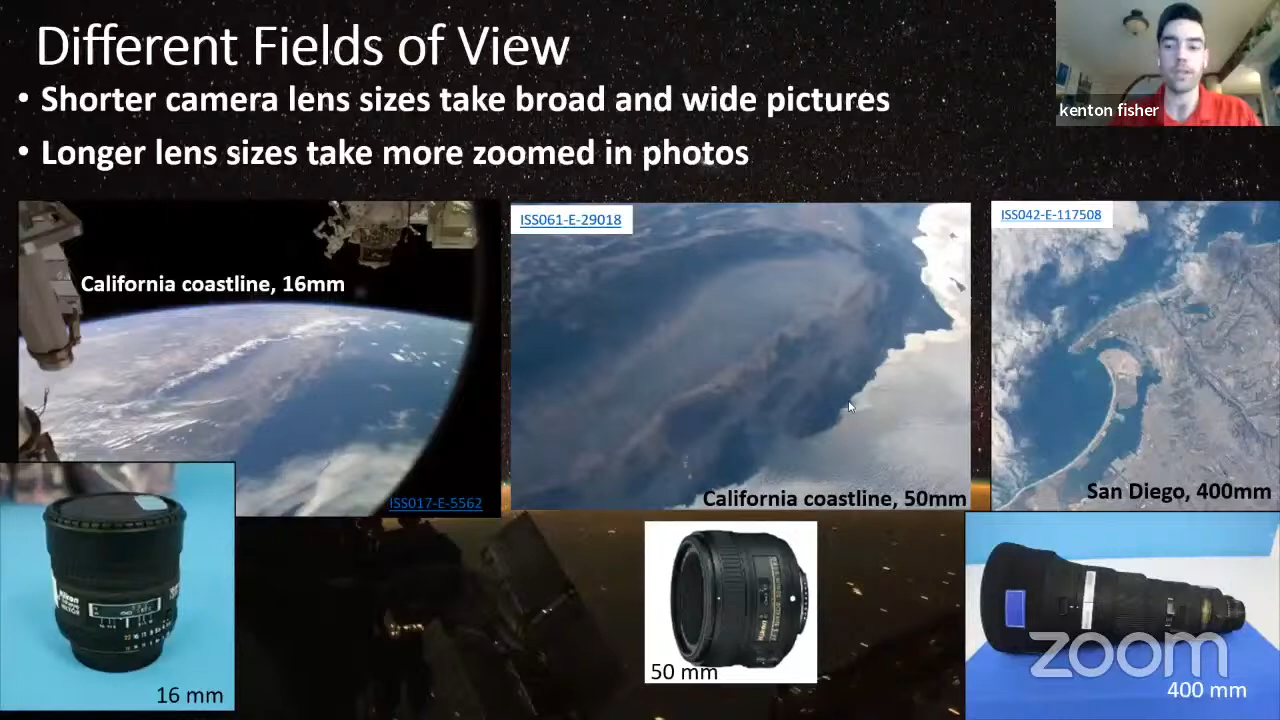 Different Fields of View
• Shorter camera lens sizes take broad and wide pictures
• Longer lens sizes take more zoomed in photos
kenton fisher
California coastline, 16mm
ISS017-E-5562
ISS061-E-29018
California coastline, 50mm
ISS042-E-117508
San Diego, 400mm
Nikon
16 mm
50 mm
zoom
400 mm